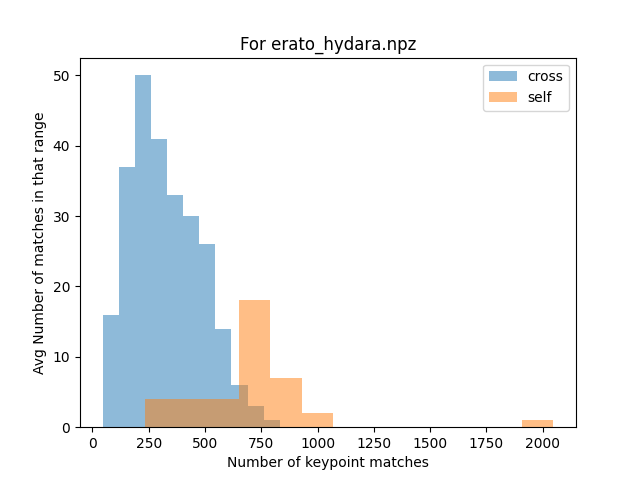 For erato_hydara.npz
cross
self
Avg Number of matches in that range
50
40
30
20
10
0
0 250 500 750 1000 1250 1500 1750 2000
Number of keypoint matches